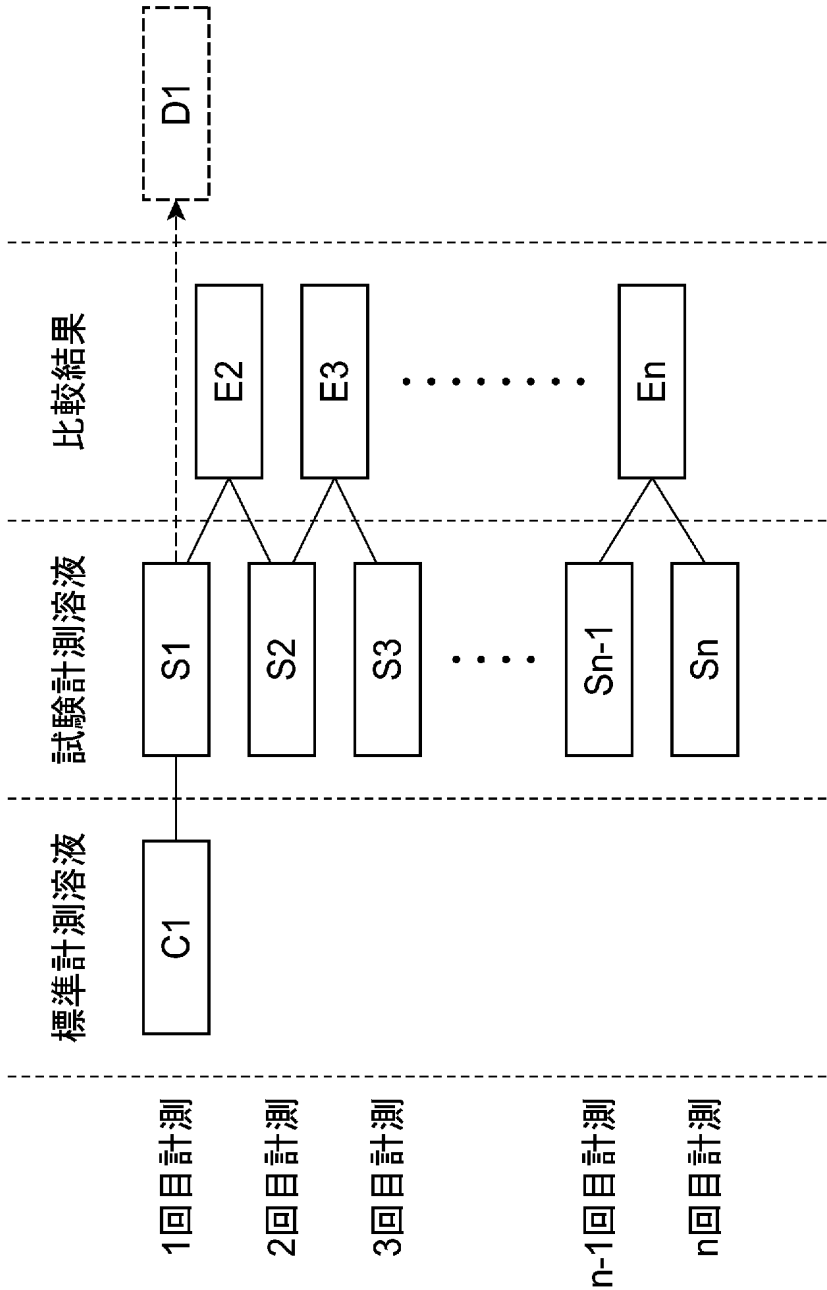 標準計測溶液
試験計測溶液
比較結果
1回目計測
C1
S1
D1
E2
2回目計測
S2
E3
3回目計測
S3
n-1回目計測
Sn-1
En
n回目計測
Sn